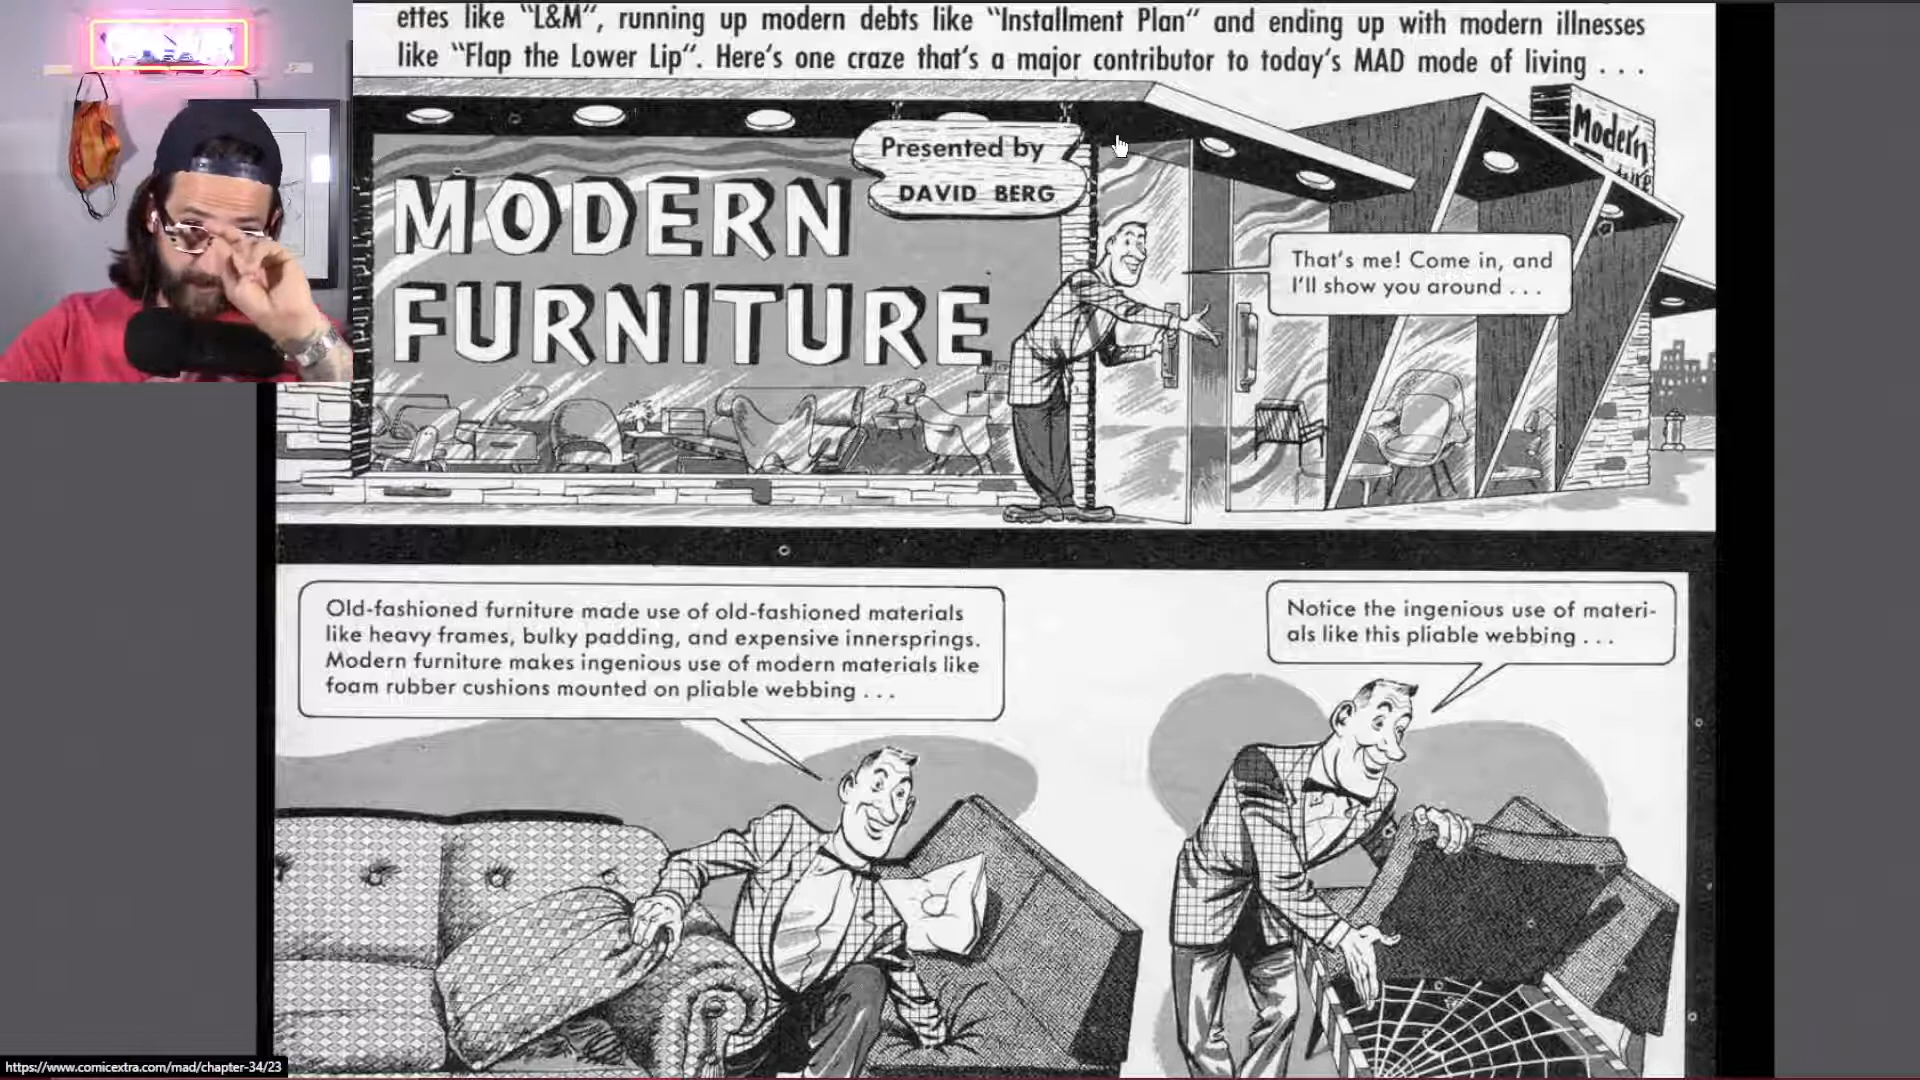 ettes like “L&M”, running up modern debts like “Installment Plan” and ending up with modern illnesses
like “Flap the Lower Lip”. Here’s one craze that’s a major contributor to today’s MAD mode of living . . .
MODERN
FURNITURE
Presented by
DAVID BERG
Modern
That’s me! Come in, and
I’ll show you around . . .
Old-fashioned furniture made use of old-fashioned materials
like heavy frames, bulky padding, and expensive innersprings.
Modern furniture makes ingenious use of modern materials like
foam rubber cushions mounted on pliable webbing . . .
Notice the ingenious use of materi-
als like this pliable webbing . . .
https://www.comicextra.com/mad/chapter-34/23